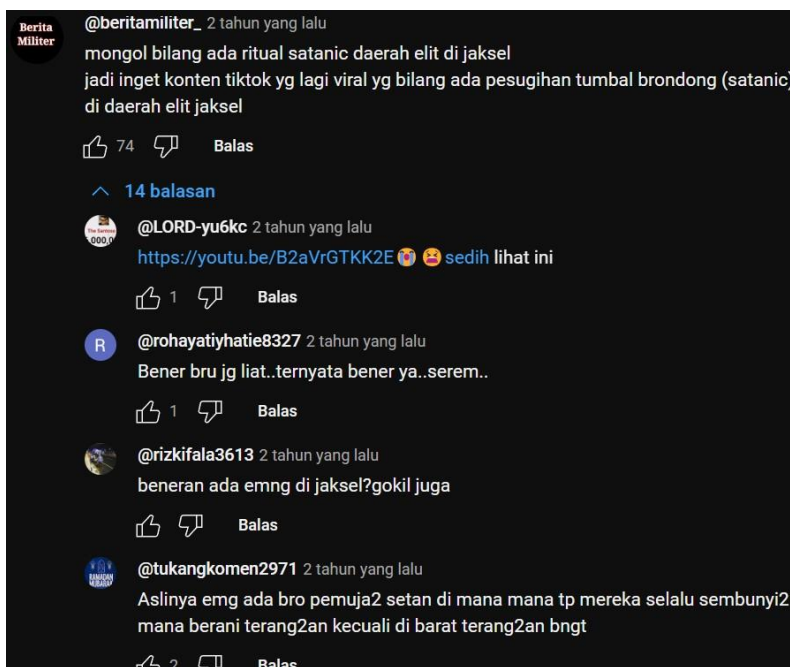 Berita
Militer
@beritamiliter_ 2 tahun yang lalu
mongol bilang ada ritual satanic daerah elit di jaksel
jadi inget konten tiktok yg lagi viral yg bilang ada pesugihan tumbal brondong (satanic)
di daerah elit jaksel
74 Balas
14 balasan
@LORD-yu6kc 2 tahun yang lalu
https://youtu.be/B2aVrGTKK2E😭😫sedih lihat ini
1 Balas
R
@rohayatiyhatie8327 2 tahun yang lalu
Bener bru jg liat..ternyata bener ya..serem..
1 Balas
@rizkifala3613 2 tahun yang lalu
beneran ada emng di jaksel?gokil juga
Balas
RAMADAN
MUBARAK
@tukangkomen2971 2 tahun yang lalu
Aslinya emg ada bro pemuja2 setan di mana mana tp mereka selalu sembunyi2
mana berani terang2an kecuali di barat terang2an bngt
2 Balas